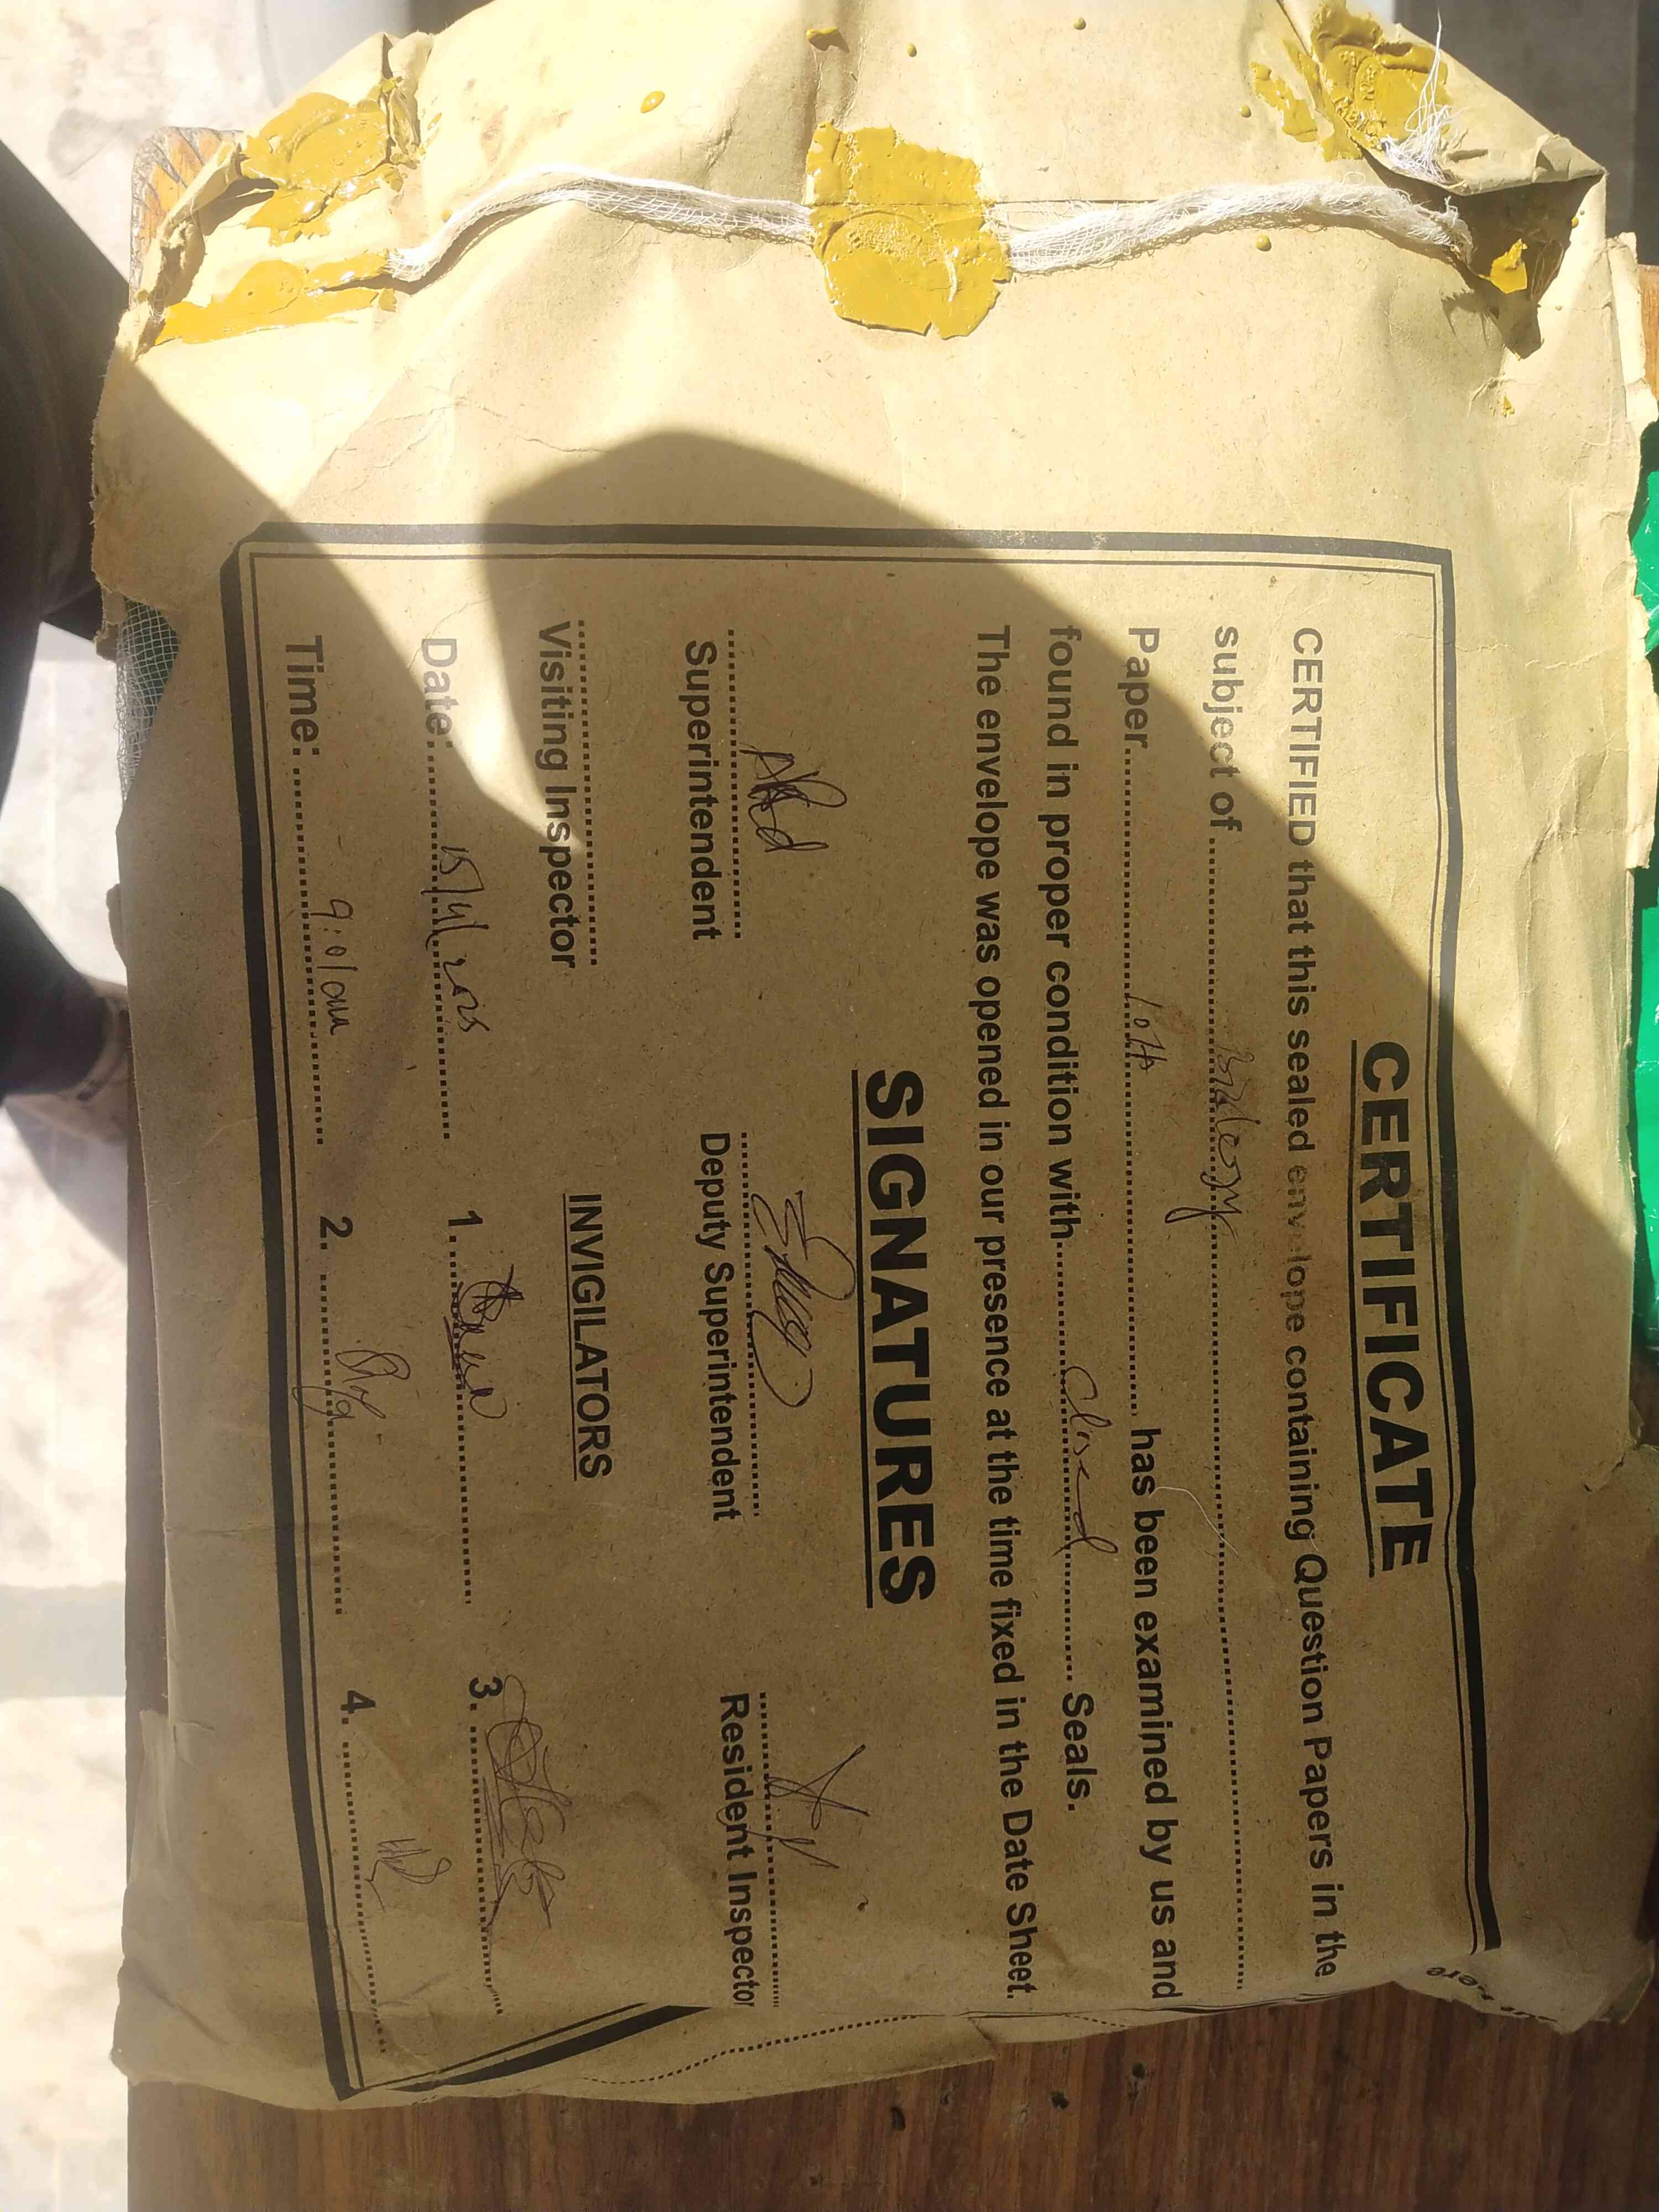 CERTIFICATE
CERTIFIED that this sealed envelope containing Question Papers in the
subject of .......... Biology ..........
Paper .......... 10th .......... has been examined by us and
found in proper condition with .......... Closed .......... Seals.
The envelope was opened in our presence at the time fixed in the Date Sheet.
SIGNATURES
Superintendent
Deputy Superintendent
Resident Inspector
Visiting Inspector
INVIGILATORS
Date: .......... 15/4/2025 ..........
1. ..........
3. ..........
Time: .......... 9:01am ..........
2. ..........
4. ..........